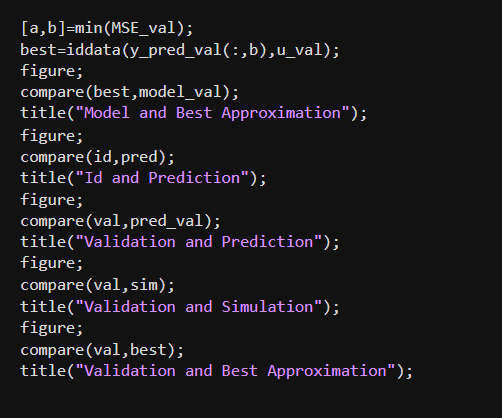 [a,b]=min(MSE_val);
best=iddata(y_pred_val(:,b),u_val);
figure;
compare(best,model_val);
title("Model and Best Approximation");
figure;
compare(id,pred);
title("Id and Prediction");
figure;
compare(val,pred_val);
title("Validation and Prediction");
figure;
compare(val,sim);
title("Validation and Simulation");
figure;
compare(val,best);
title("Validation and Best Approximation");